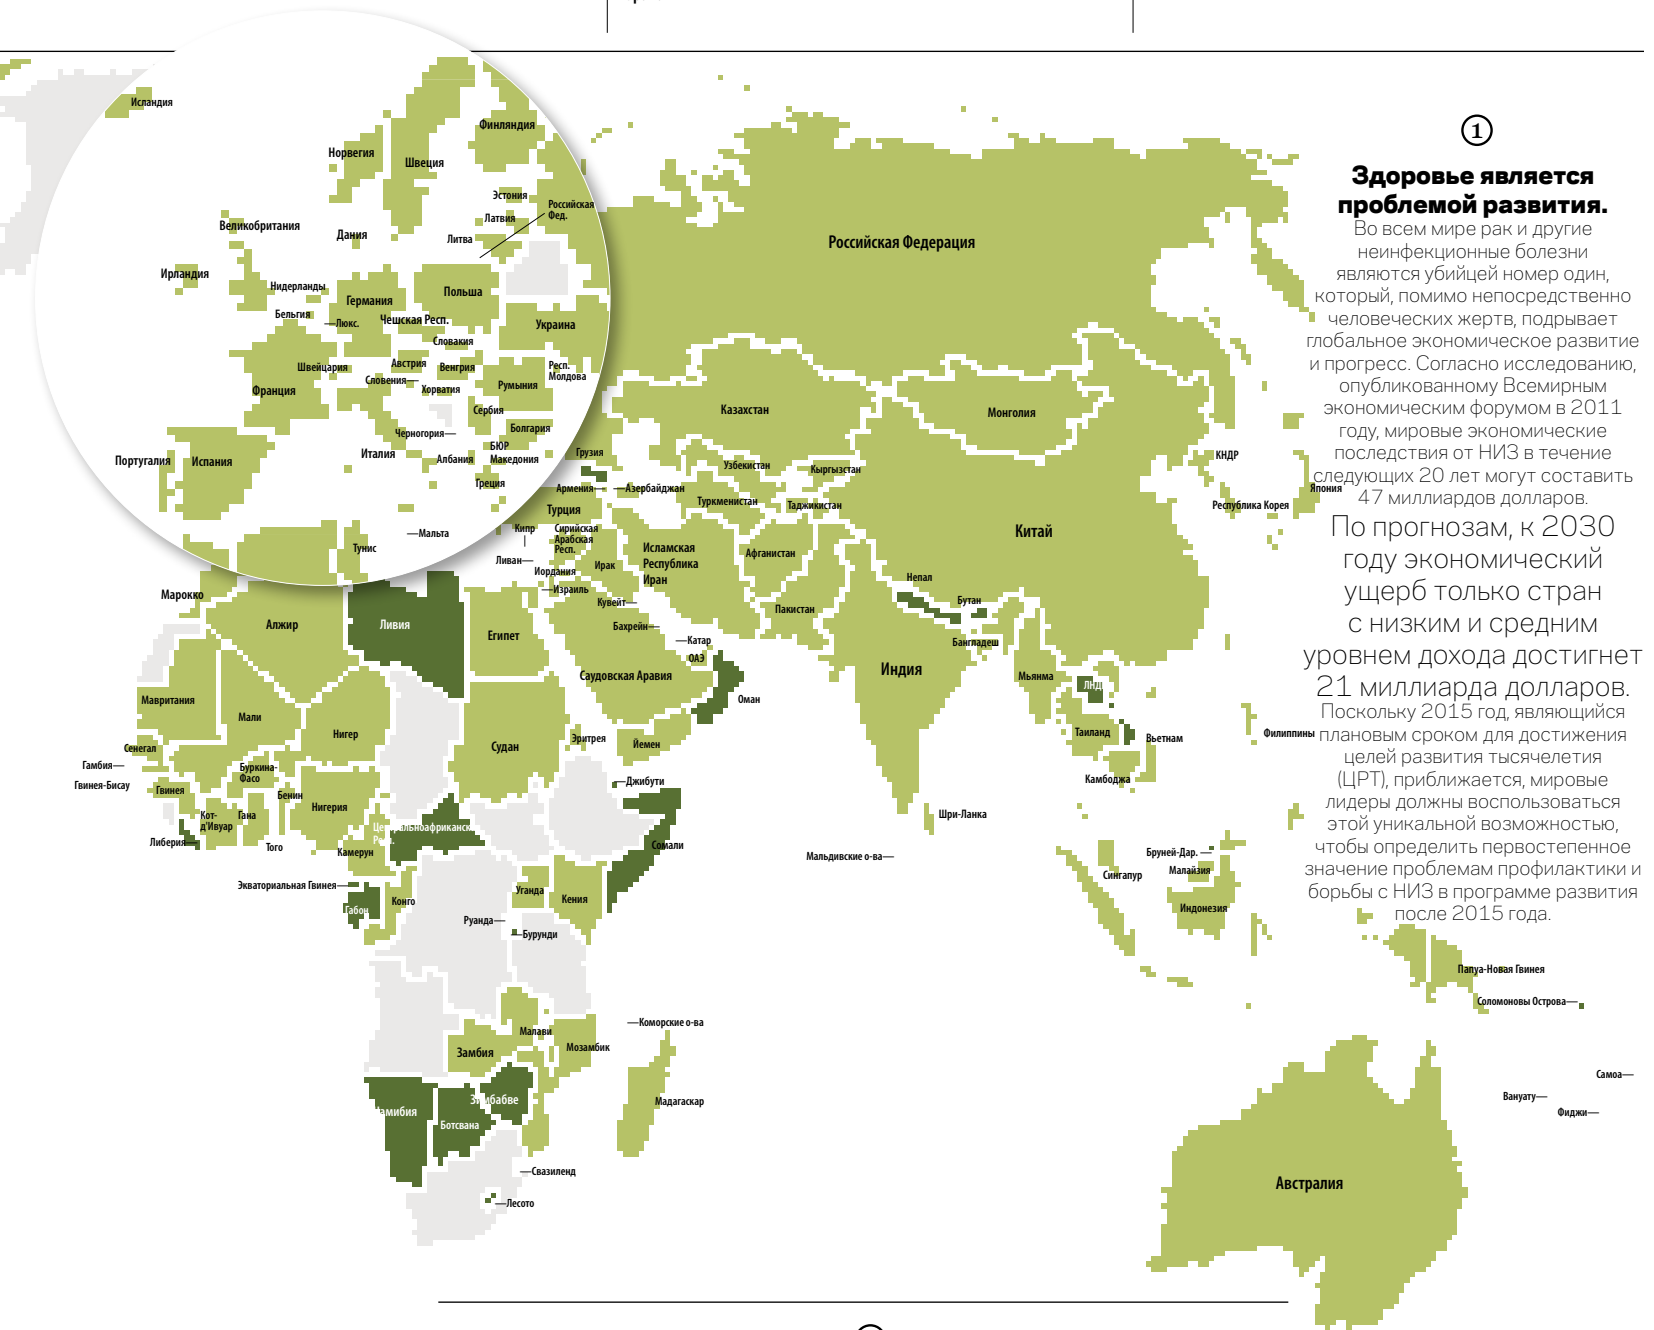 Исландия
Финляндия
Норвегия
Швеция
Эстония
Российская
Фед.
Латвия
Великобритания
Дания
Литва
Ирландия
Нидерланды
Германия
Польша
Бельгия
Люкс.
Чешская Респ.
Украина
Словакия
Швейцария
Австрия
Венгрия
Респ.
Молдова
Словения
Хорватия
Румыния
Франция
Сербия
Черногория
Болгария
БЮР
Македония
Италия
Албания
Португалия
Испания
Греция
Мальта
Тунис
Российская Федерация
Казахстан
Монголия
Грузия
Узбекистан
Кыргызстан
КНДР
Армения
Азербайджан
Туркменистан
Таджикистан
Республика Корея
Япония
Турция
Кипр
Сирийская
Арабская
Респ.
Исламская
Республика
Иран
Афганистан
Китай
Ливан
Иордания
Ирак
Израиль
Кувейт
Пакистан
Непал
Бутан
Бахрейн
Катар
ОАЭ
Бангладеш
Марокко
Алжир
Ливия
Египет
Саудовская Аравия
Индия
Мьянма
Оман
Мавритания
Мали
Нигер
Судан
Эритрея
Йемен
Таиланд
Вьетнам
Филиппины
Сенегал
Гамбия
Гвинея-Бисау
Гвинея
Буркина-
Фасо
Бенин
Нигерия
Джибути
Камбоджа
Кот-
д'Ивуар
Гана
Шри-Ланка
Либерия
Того
Камерун
Сомали
Мальдивские о-ва
Бруней-Дар.
Малайзия
Сингапур
Индонезия
Экваториальная Гвинея
Габон
Конго
Уганда
Кения
Руанда
Бурунди
Папуа-Новая Гвинея
Соломоновы Острова
Коморские о-ва
Малави
Мозамбик
Замбия
Мадагаскар
Зимбабве
Ботсвана
Самоа
Вануату
Фиджи
Свазиленд
Лесото
Австралия
1
Здоровье является
проблемой развития.
Во всем мире рак и другие
неинфекционные болезни
являются убийцей номер один,
который, помимо непосредственно
человеческих жертв, подрывает
глобальное экономическое развитие
и прогресс. Согласно исследованию,
опубликованному Всемирным
экономическим форумом в 2011
году, мировые экономические
последствия от НИЗ в течение
следующих 20 лет могут составить
47 миллиардов долларов.
По прогнозам, к 2030
году экономический
ущерб только стран
с низким и средним
уровнем дохода достигнет
21 миллиарда долларов.
Поскольку 2015 год, являющийся
плановым сроком для достижения
целей развития тысячелетия
(ЦРТ), приближается, мировые
лидеры должны воспользоваться
этой уникальной возможностью,
чтобы определить первостепенное
значение проблемам профилактики и
борьбы с НИЗ в программе развития
после 2015 года.